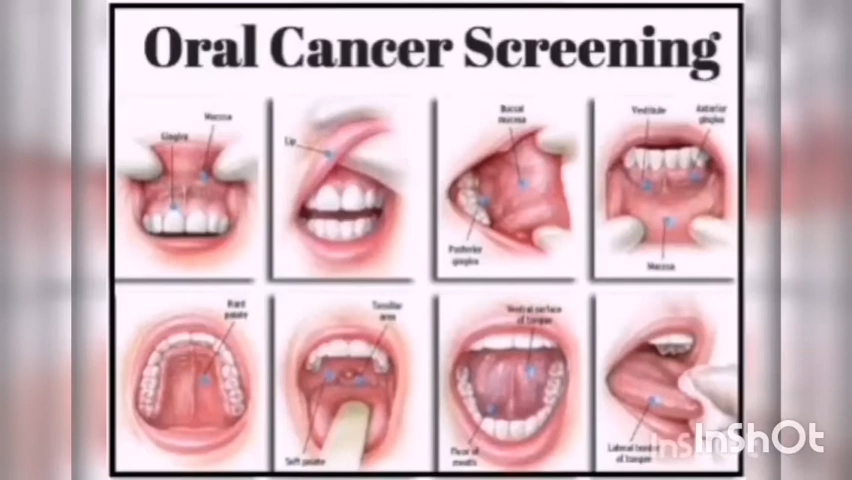 Oral Cancer Screening
Gingiva
Mucosa
Lip
Buccal
mucosa
Posterior
gingiva
Vestibule
Anterior
gingiva
Mucosa
Hard
palate
Tonsillar
area
Soft palate
Ventral surface
of tongue
Floor of
mouth
Lateral border
of tongue
InShOt